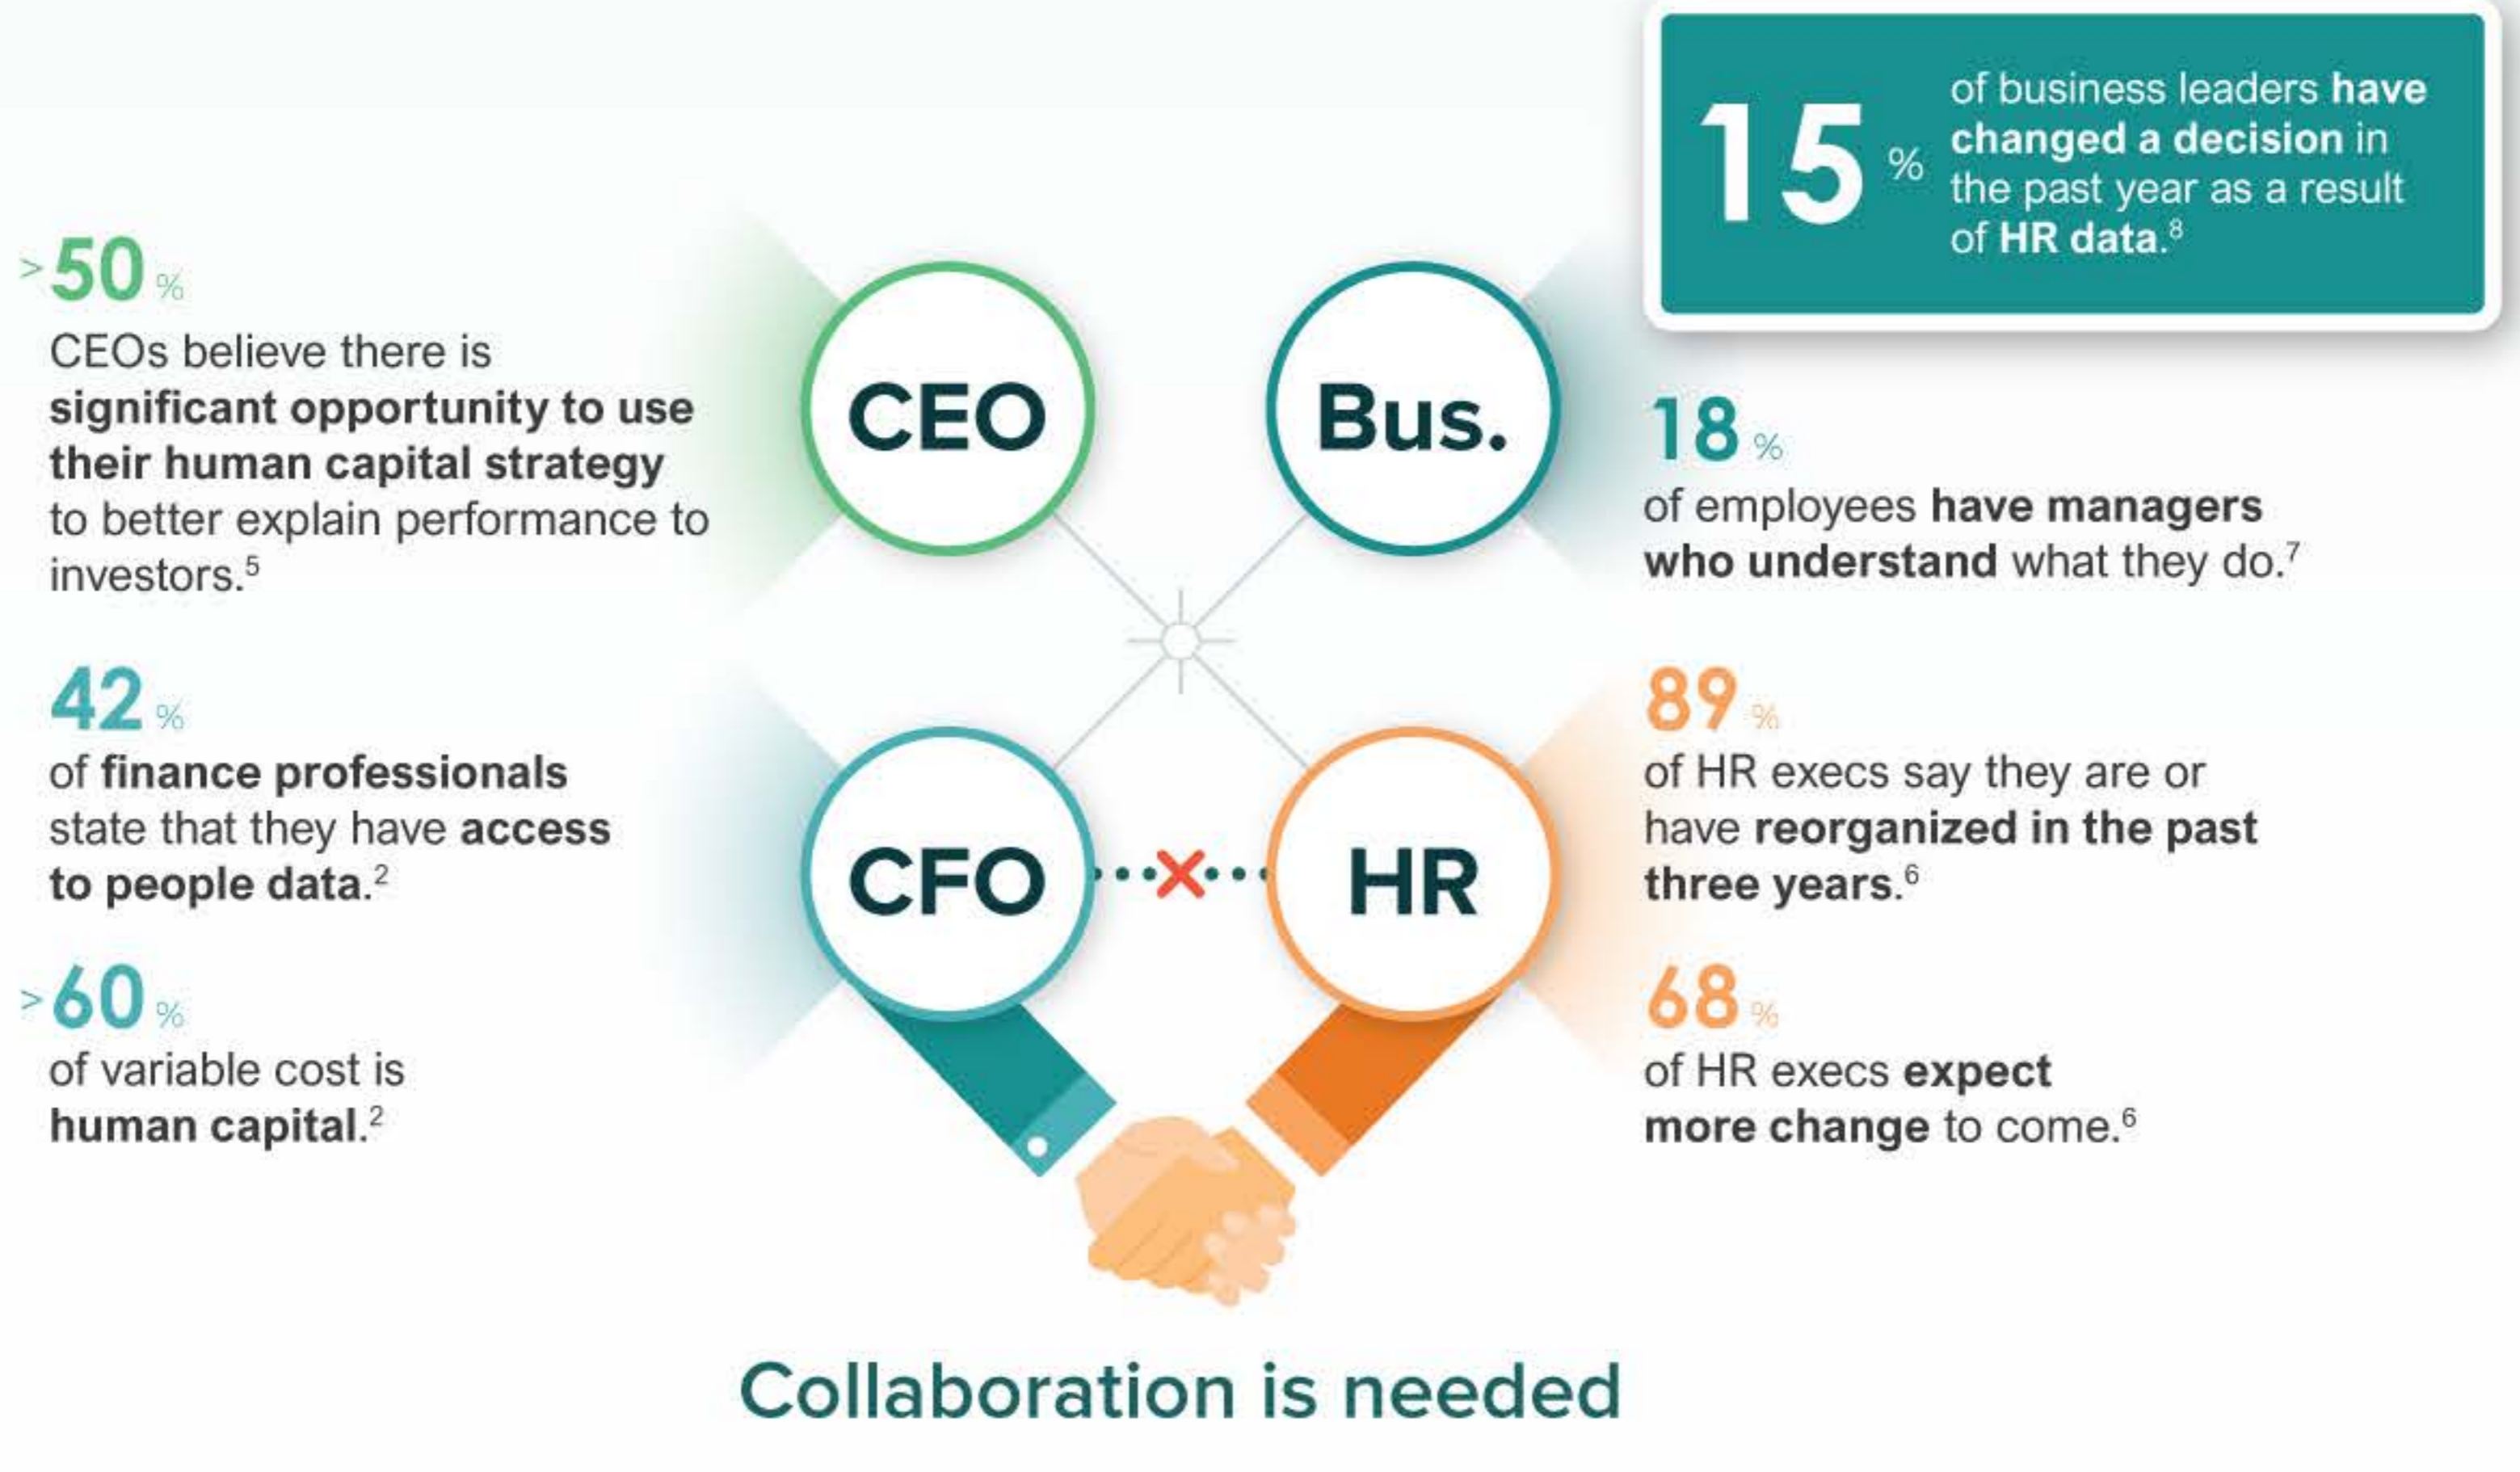 >50 %
CEOs believe there is
significant opportunity to use
their human capital strategy
to better explain performance to
investors.5
42 %
of finance professionals
state that they have access
to people data.2
>60 %
of variable cost is
human capital.2
CEO
Bus.
CFO
HR
15 %
of business leaders have
changed a decision in
the past year as a result
of HR data.8
18 %
of employees have managers
who understand what they do.7
89 %
of HR execs say they are or
have reorganized in the past
three years.6
68 %
of HR execs expect
more change to come.6
Collaboration is needed